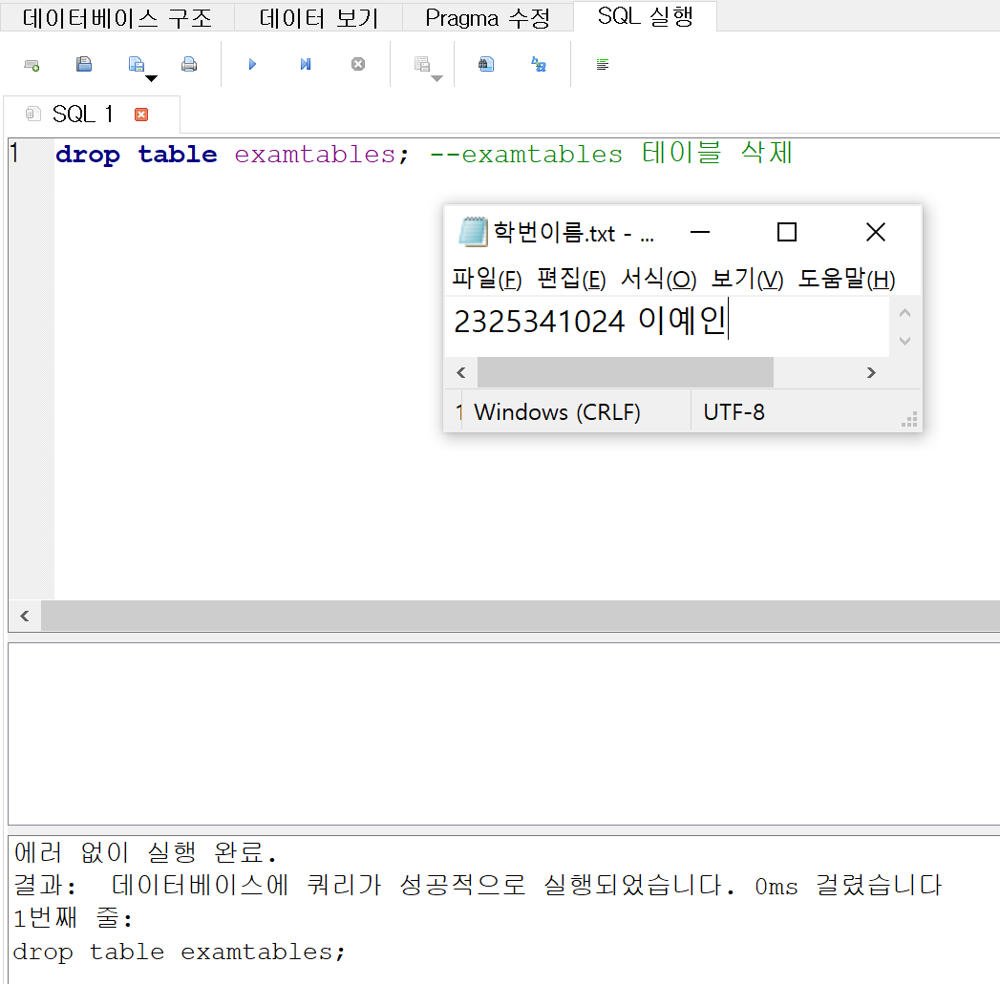 데이터베이스 구조 데이터 보기 Pragma 수정 SQL 실행
SQL 1
1 drop table examtables; --examtables 테이블 삭제
학번이름.txt - ...
파일(F) 편집(E) 서식(O) 보기(V) 도움말(H)
2325341024 이예인
1 Windows (CRLF) UTF-8
에러 없이 실행 완료.
결과: 데이터베이스에 쿼리가 성공적으로 실행되었습니다. 0ms 걸렸습니다
1번째 줄:
drop table examtables;